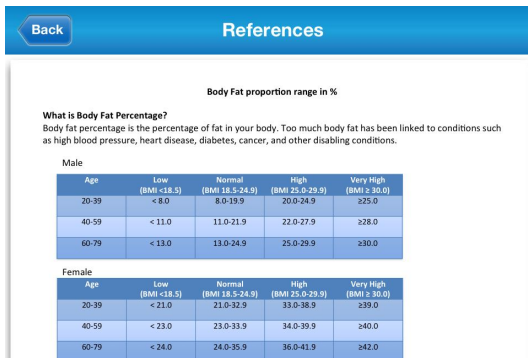 Back
References
Body Fat proportion range in %
What is Body Fat Percentage?
Body fat percentage is the percentage of fat in your body. Too much body fat has been linked to conditions such
as high blood pressure, heart disease, diabetes, cancer, and other disabling conditions.
Male
Age Low Normal High Very High
(BMI <18.5) (BMI 18.5-24.9) (BMI 25.0-29.9) (BMI ≥ 30.0)
20-39 < 8.0 8.0-19.9 20.0-24.9 ≥25.0
40-59 < 11.0 11.0-21.9 22.0-27.9 ≥28.0
60-79 < 13.0 13.0-24.9 25.0-29.9 ≥30.0
Female
Age Low Normal High Very High
(BMI <18.5) (BMI 18.5-24.9) (BMI 25.0-29.9) (BMI ≥ 30.0)
20-39 < 21.0 21.0-32.9 33.0-38.9 ≥39.0
40-59 < 23.0 23.0-33.9 34.0-39.9 ≥40.0
60-79 < 24.0 24.0-35.9 36.0-41.9 ≥42.0